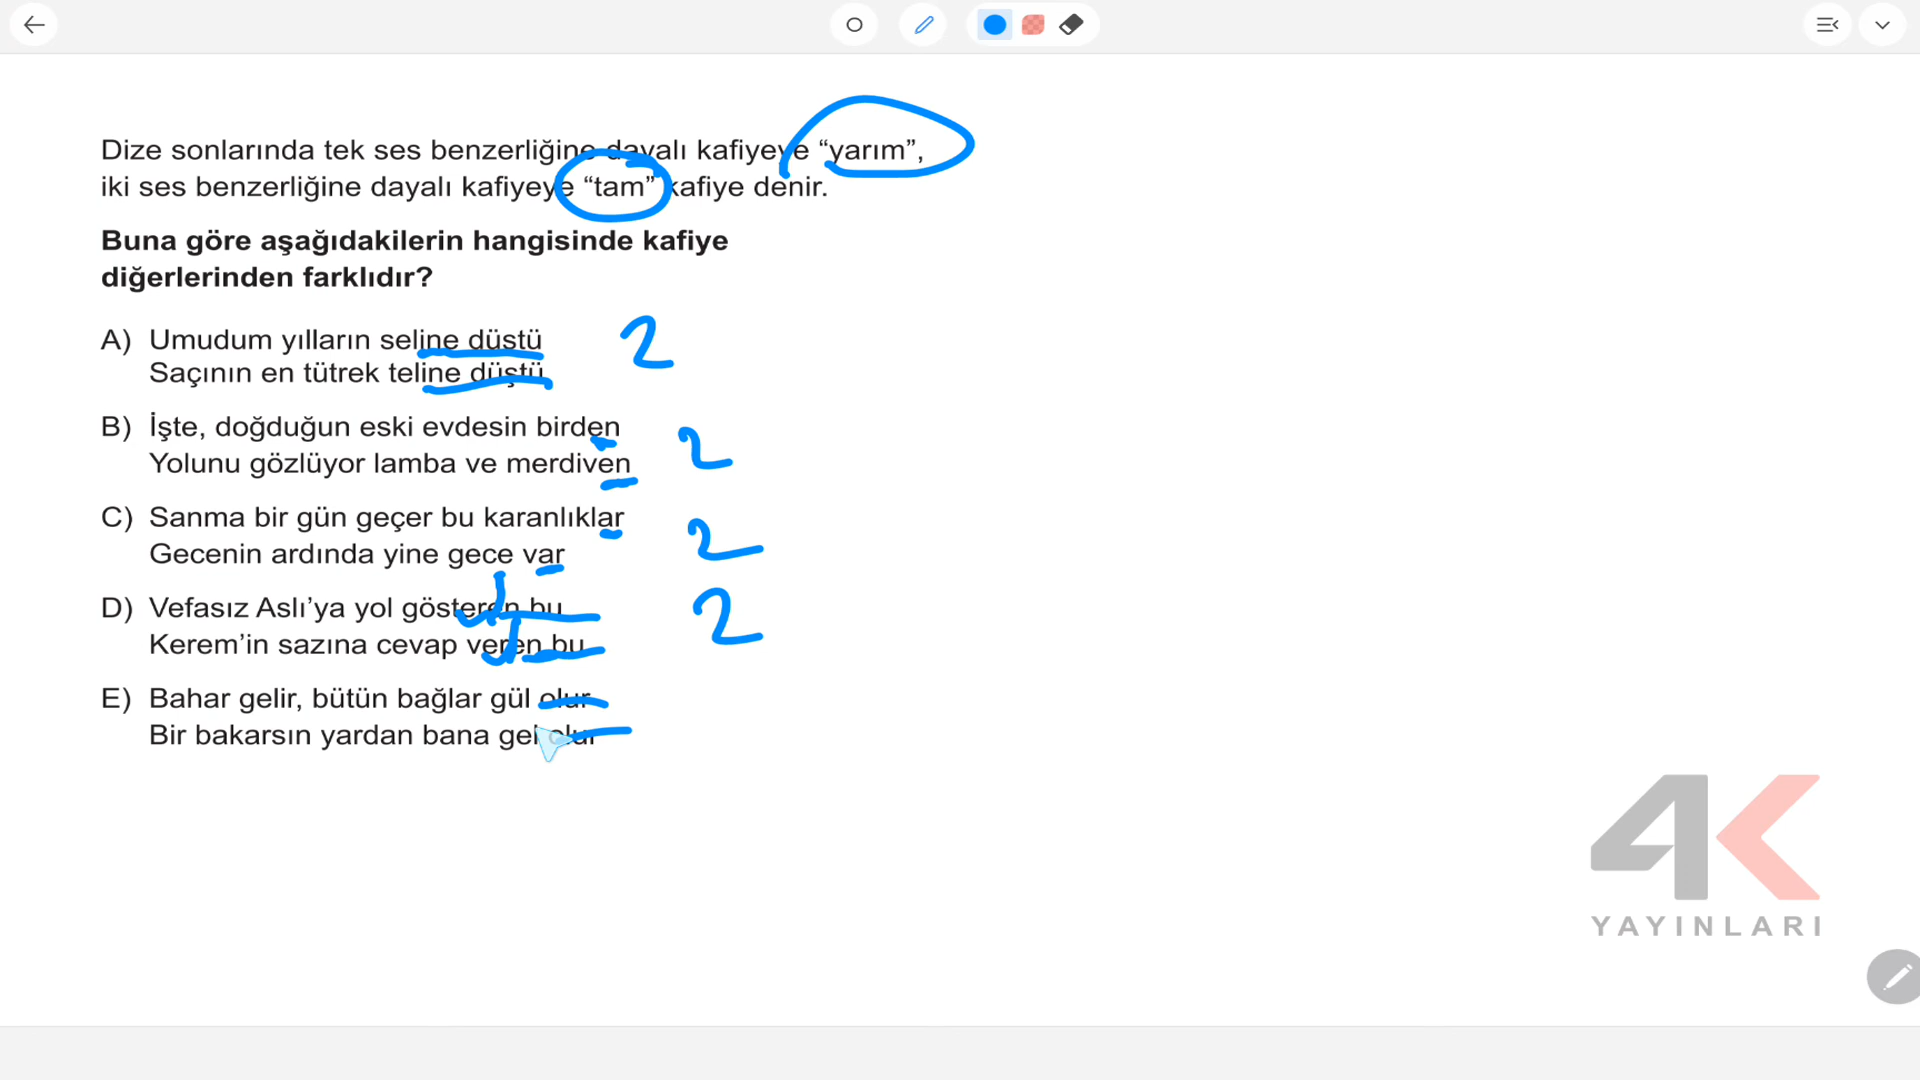 Dize sonlarında tek ses benzerliğine dayalı kafiyeye “yarım”,
iki ses benzerliğine dayalı kafiyeye “tam” kafiye denir.
Buna göre aşağıdakilerin hangisinde kafiye
diğerlerinden farklıdır?
A) Umudum yılların seline düştü 2
Saçının en tütrek teline düştü
B) İşte, doğduğun eski evdesin birden 2
Yolunu gözlüyor lamba ve merdiven
C) Sanma bir gün geçer bu karanlıklar 2
Gecenin ardında yine gece var
D) Vefasız Aslı’ya yol gösteren bu 2
Kerem’in sazına cevap veren bu
E) Bahar gelir, bütün bağlar gül olur
Bir bakarsın yardan bana gel olur
4K
YAYINLARI